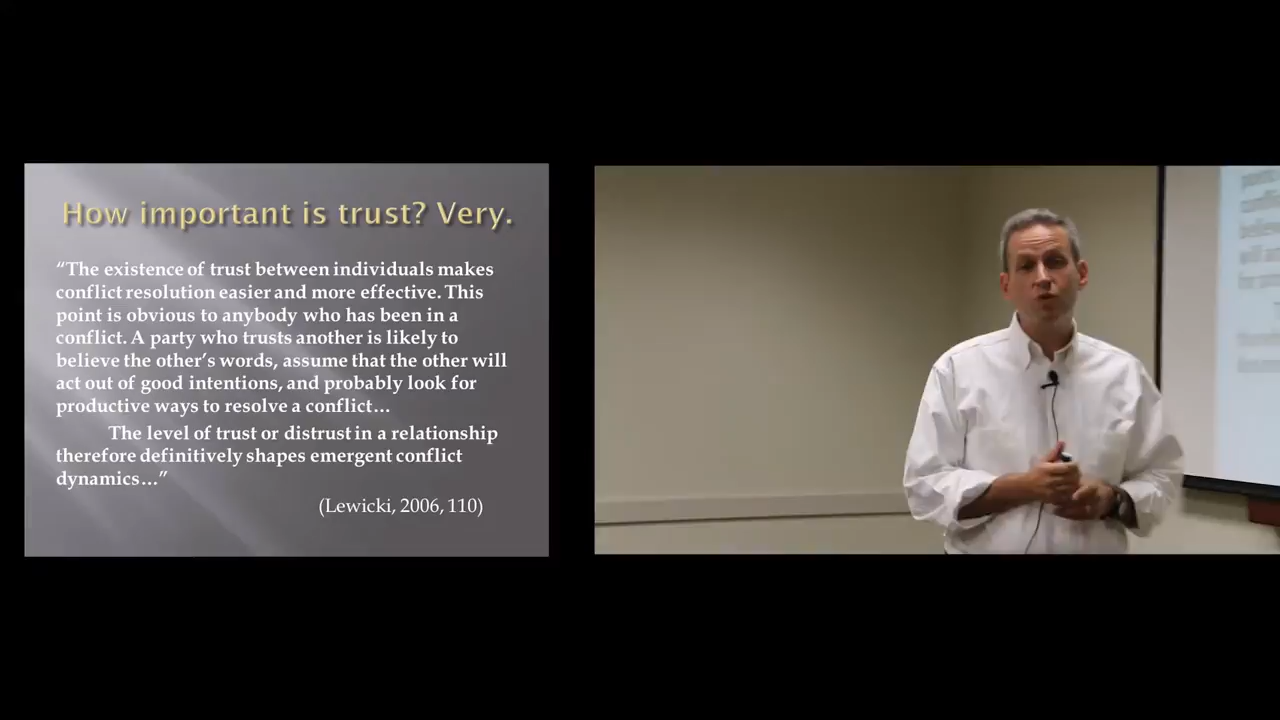 How important is trust? Very.
“The existence of trust between individuals makes
conflict resolution easier and more effective. This
point is obvious to anybody who has been in a
conflict. A party who trusts another is likely to
believe the other’s words, assume that the other will
act out of good intentions, and probably look for
productive ways to resolve a conflict…
The level of trust or distrust in a relationship
therefore definitively shapes emergent conflict
dynamics…”
(Lewicki, 2006, 110)